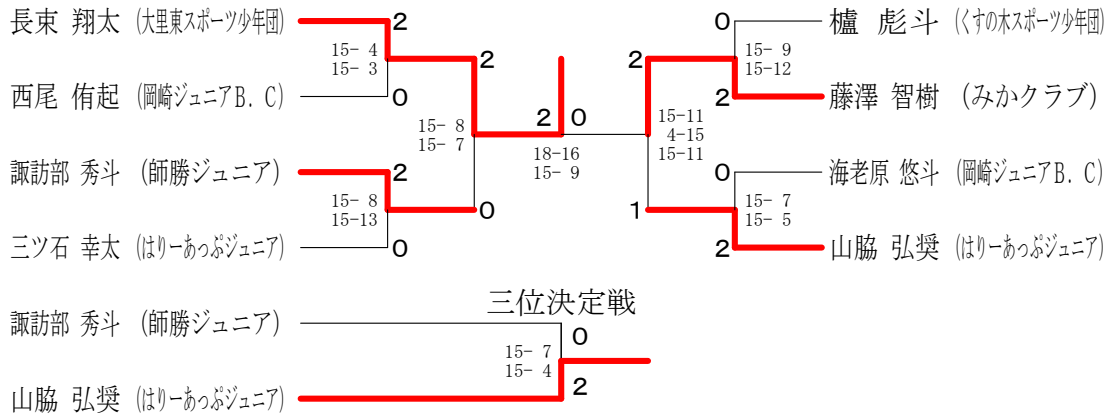 長束 翔太 (大里東スポーツ少年団)
2
15- 4
15- 3
西尾 侑起 (岡崎ジュニアB.C)
0
2
15- 8
15- 7
諏訪部 秀斗 (師勝ジュニア)
2
15- 8
15-13
三ツ石 幸太 (はりーあっぷジュニア)
0
0
2 0
18-16
15- 9
0
櫨 彪斗 (くすの木スポーツ少年団)
15- 9
15-12
2
藤澤 智樹 (みかクラブ)
2
15-11
4-15
15-11
0
海老原 悠斗 (岡崎ジュニアB.C)
15- 7
15- 5
1
2
山脇 弘奨 (はりーあっぷジュニア)
三位決定戦
諏訪部 秀斗 (師勝ジュニア)
0
15- 7
15- 4
2
山脇 弘奨 (はりーあっぷジュニア)